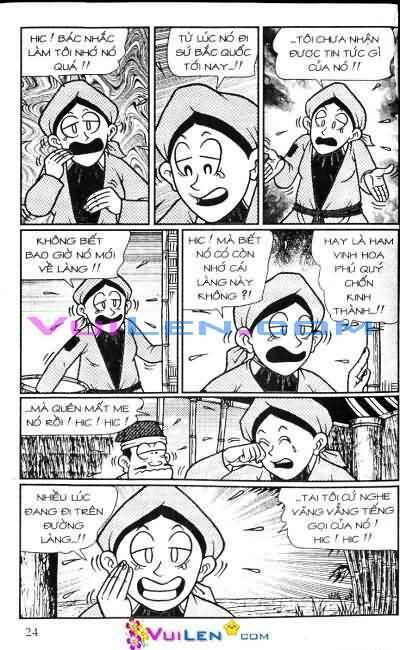 HIC ! BÁC NHẮC
LÀM TÔI NHỚ NÓ
QUÁ !!
TỪ LÚC NÓ ĐI
SỨ BẮC QUỐC
TỚI NAY...!!
...TÔI CHƯA NHẬN
ĐƯỢC TIN TỨC GÌ
CỦA NÓ !!
KHÔNG BIẾT
BAO GIỜ NÓ MỚI
VỀ LÀNG !!
HIC ! MÀ BIẾT
NÓ CÓ CÒN
NHỚ CÁI
LÀNG NÀY
KHÔNG ?!
HAY LÀ HAM
VINH HOA
PHÚ QUÝ
CHỐN
KINH
THÀNH...!!
VuiLen.com
...MÀ QUÊN MẤT MẸ
NÓ RỒI ! HIC ! HIC !
NHIỀU LÚC
ĐANG ĐI TRÊN
ĐƯỜNG
LÀNG...!!
...TAI TÔI CỨ NGHE
VĂNG VẲNG TIẾNG
GỌI CỦA NÓ !
HIC ! HIC !!
24
VuiLen.com